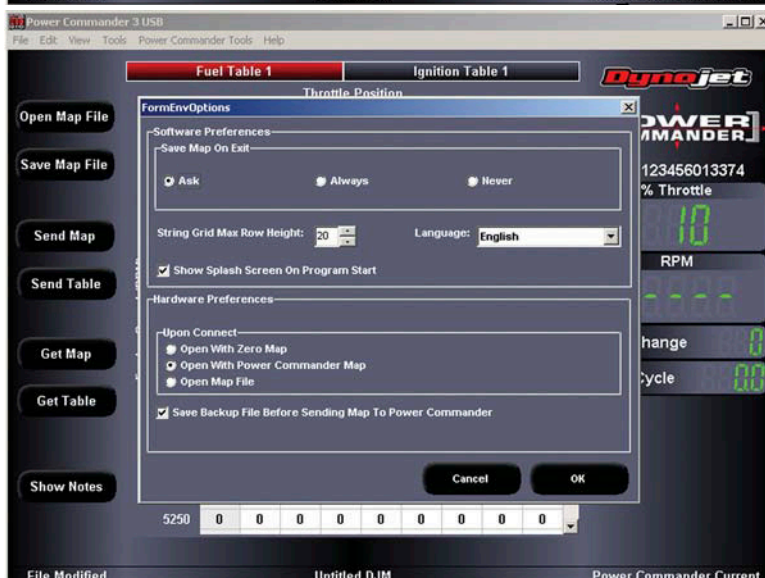 Power Commander 3 USB
File Edit View Tools Power Commander Tools Help
Fuel Table 1 Ignition Table 1
Dynojet
Throttle Position
FormEnvOptions
Open Map File
Software Preferences
Save Map On Exit
Save Map File
123456013374
Ask Always Never
% Throttle
10
Send Map
String Grid Max Row Height: 20 Language: English
RPM
Show Splash Screen On Program Start
Send Table
----
Hardware Preferences
Upon Connect
Open With Zero Map
hange 0
Get Map
Open With Power Commander Map
Open Map File
ycle 0.0
Get Table
Save Backup File Before Sending Map To Power Commander
Cancel OK
Show Notes
5250 0 0 0 0 0 0 0 0 0
File Modified Untitled.DJM Power Commander Current